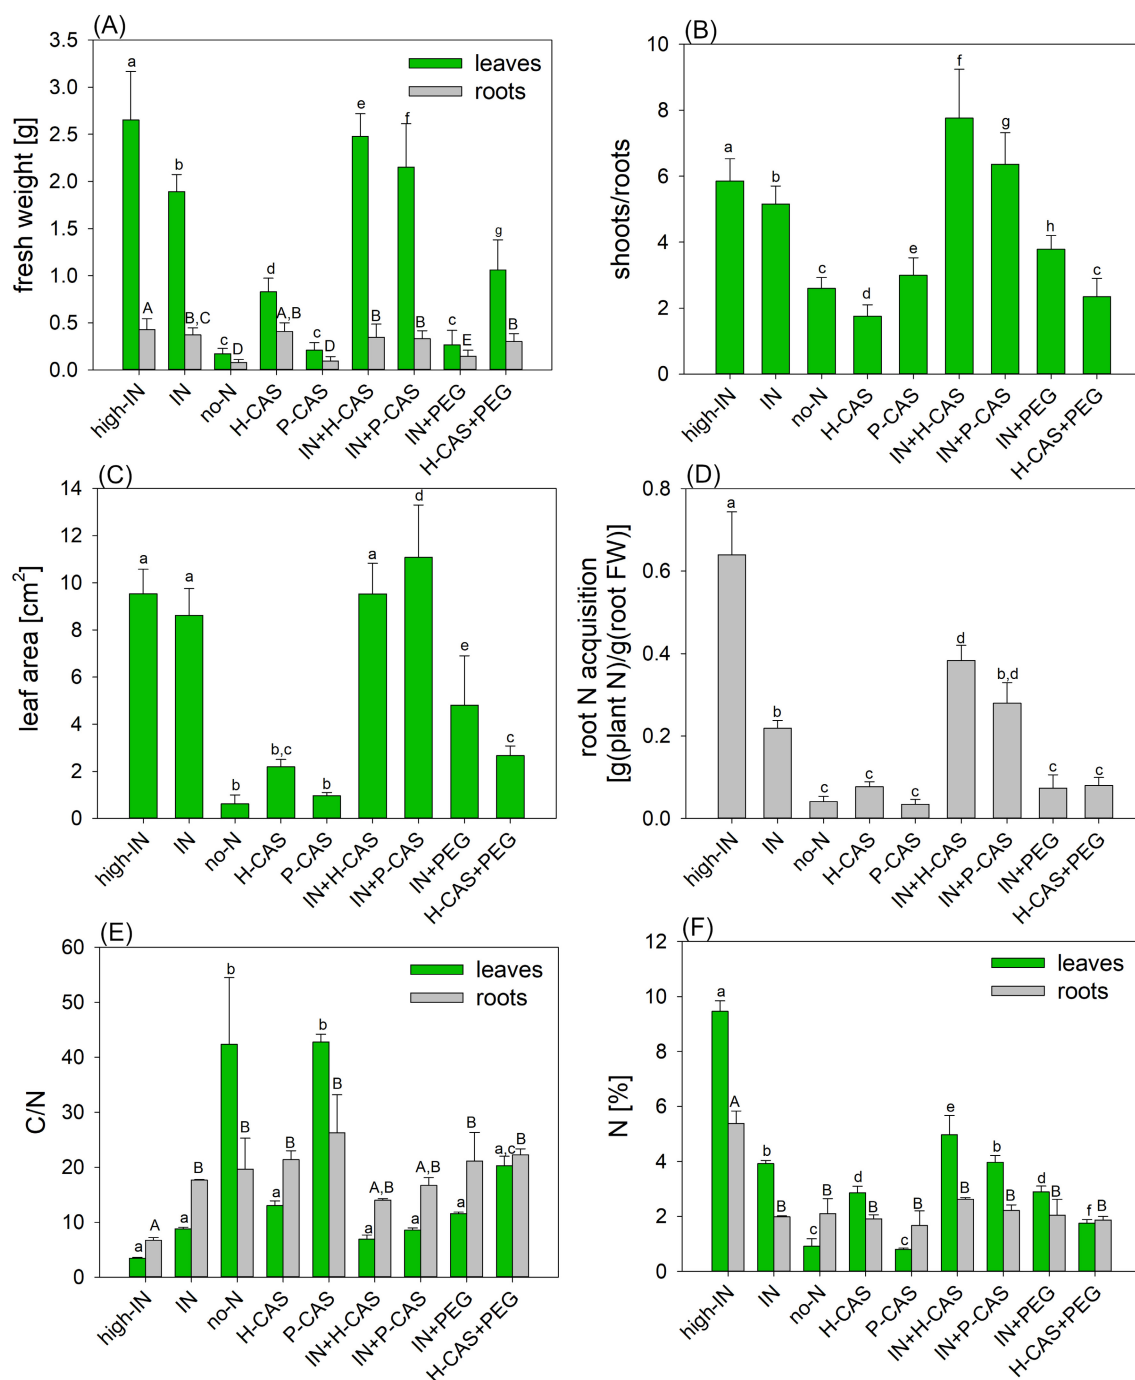 (A)
3.5
3.0
2.5
2.0
1.5
1.0
0.5
0.0
fresh weight [g]
leaves
roots
a
A
b
B,C
c
D
d
A,B
c
D
e
B
f
B
c
E
g
B
high-IN
IN
no-N
H-CAS
P-CAS
IN+H-CAS
IN+P-CAS
IN+PEG
H-CAS+PEG
(B)
10
8
6
4
2
0
shoots/roots
a
b
c
d
e
f
g
h
c
high-IN
IN
no-N
H-CAS
P-CAS
IN+H-CAS
IN+P-CAS
IN+PEG
H-CAS+PEG
(C)
14
12
10
8
6
4
2
0
leaf area [cm²]
a
a
b
b,c
b
a
d
e
c
high-IN
IN
no-N
H-CAS
P-CAS
IN+H-CAS
IN+P-CAS
IN+PEG
H-CAS+PEG
(D)
0.8
0.6
0.4
0.2
0.0
root N acquisition
[g(plant N)/g(root FW)]
a
b
c
c
c
d
b,d
c
c
high-IN
IN
no-N
H-CAS
P-CAS
IN+H-CAS
IN+P-CAS
IN+PEG
H-CAS+PEG
(E)
60
50
40
30
20
10
0
C/N
leaves
roots
a
A
a
B
b
B
a
B
b
B
a
A,B
a
A,B
a
B
a,c
B
high-IN
IN
no-N
H-CAS
P-CAS
IN+H-CAS
IN+P-CAS
IN+PEG
H-CAS+PEG
(F)
12
10
8
6
4
2
0
N [%]
leaves
roots
a
A
b
B
c
B
d
B
c
B
e
B
b
B
d
B
f
B
high-IN
IN
no-N
H-CAS
P-CAS
IN+H-CAS
IN+P-CAS
IN+PEG
H-CAS+PEG